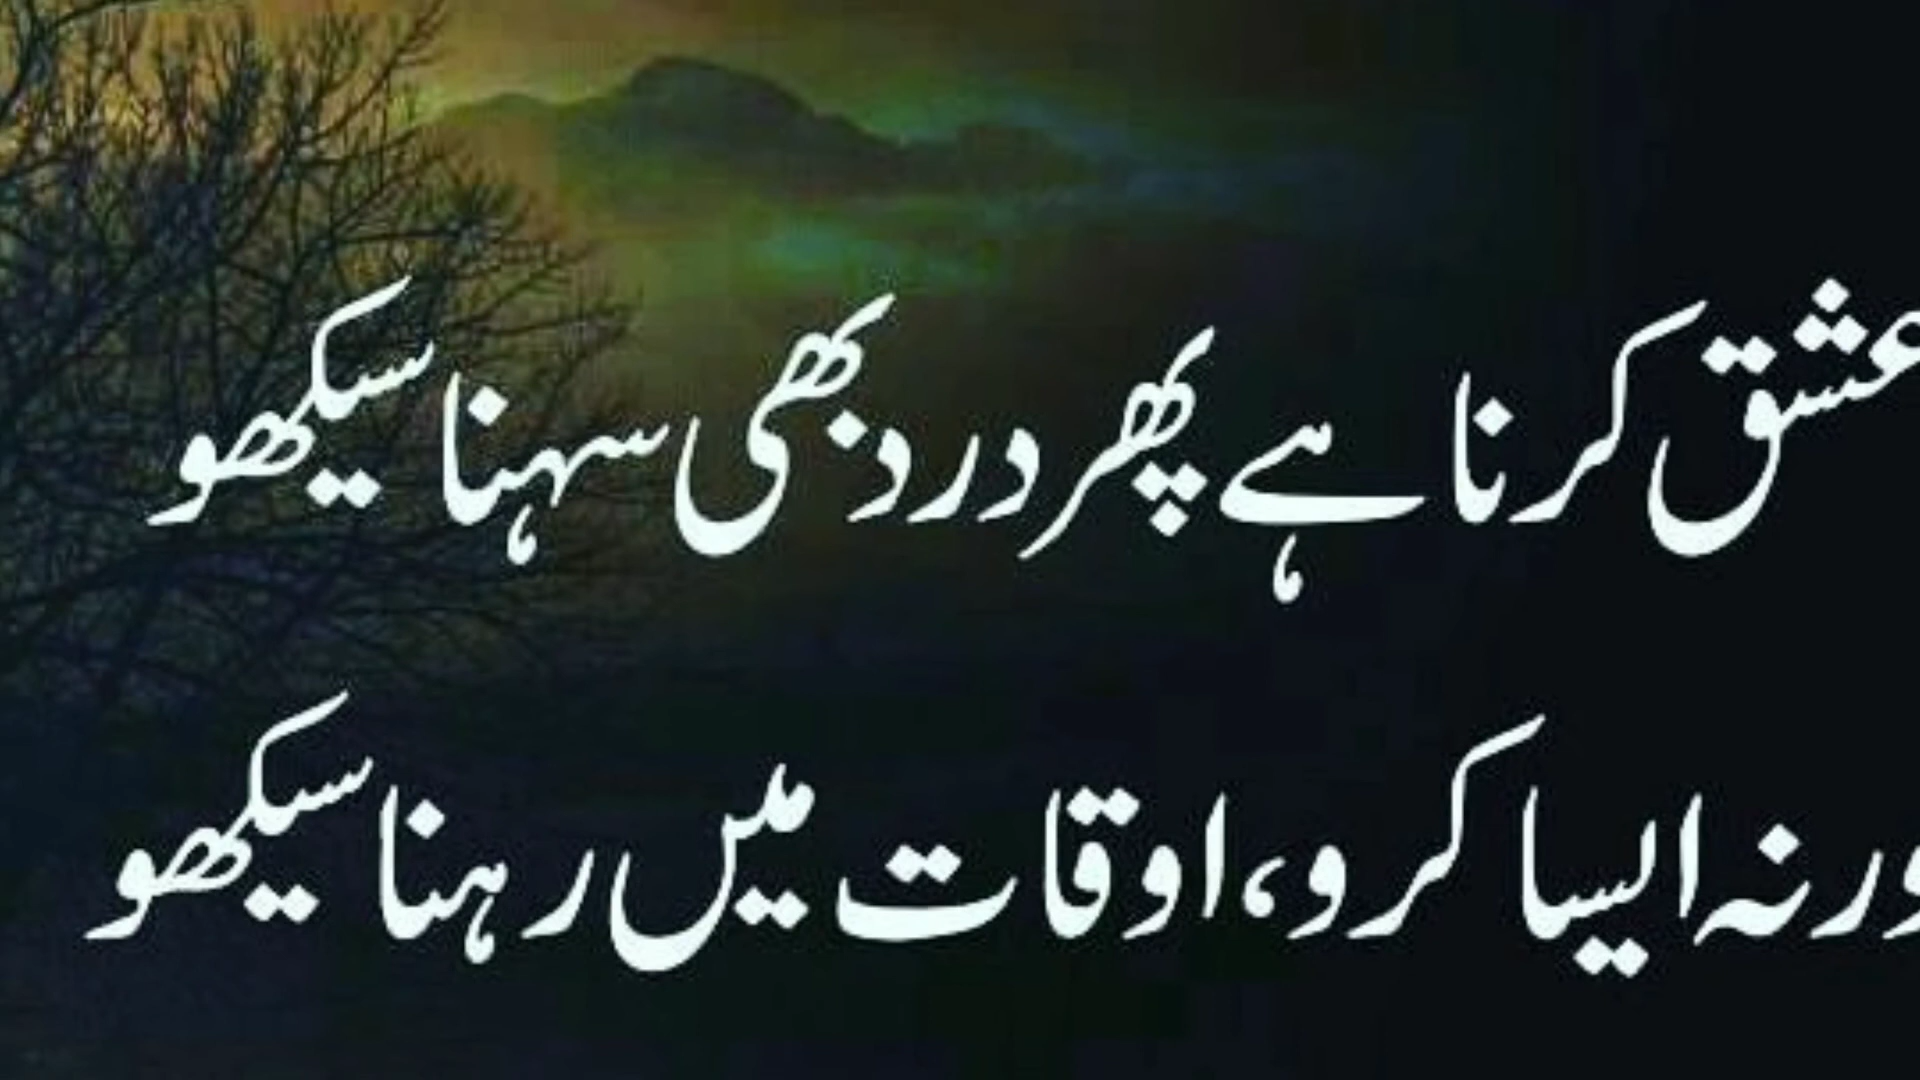 عشق کرنا ہے پھر درد بھی سہنا سیکھو
ورنہ ایسا کرو، اوقات میں رہنا سیکھو